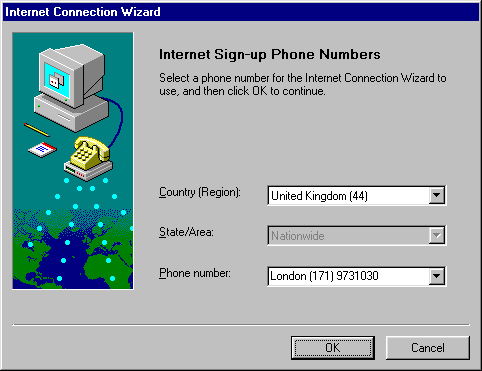 Internet Connection Wizard
Internet Sign-up Phone Numbers
Select a phone number for the Internet Connection Wizard to
use, and then click OK to continue.
Country (Region): United Kingdom (44)
State/Area: Nationwide
Phone number: London (171) 9731030
OK Cancel